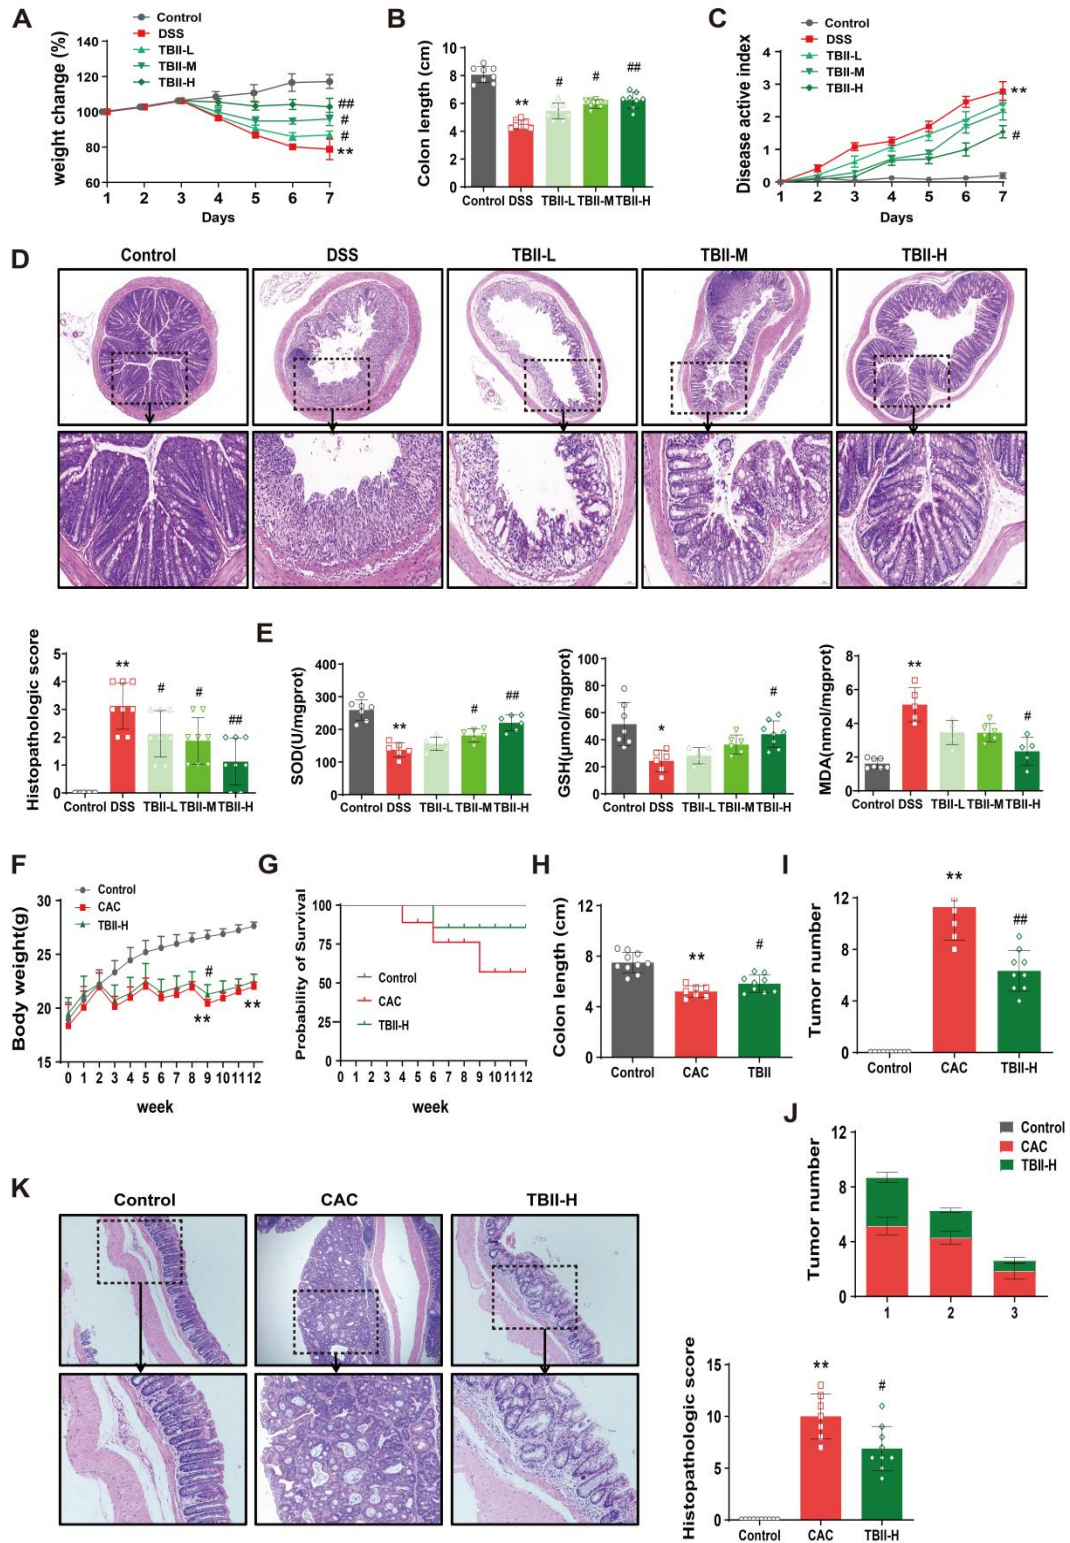 A
Control
DSS
TBII-L
TBII-M
TBII-H
weight change (%)
140
120
100
80
60
##
#
#
**
1 2 3 4 5 6 7
Days
B
Colon length (cm)
10
8
6
4
2
0
**
#
#
##
Control DSS TBII-L TBII-M TBII-H
C
Control
DSS
TBII-L
TBII-M
TBII-H
Disease active index
4
3
2
1
0
**
#
1 2 3 4 5 6 7
Days
D
Control DSS TBII-L TBII-M TBII-H
Histopathologic score
5
4
3
2
1
0
**
#
#
##
Control DSS TBII-L TBII-M TBII-H
E
SOD(U/mgprot)
400
300
200
100
0
**
#
##
Control DSS TBII-L TBII-M TBII-H
GSH(μmol/mgprot)
100
80
60
40
20
0
*
#
Control DSS TBII-L TBII-M TBII-H
MDA(nmol/mgprot)
8
6
4
2
0
**
#
Control DSS TBII-L TBII-M TBII-H
F
Control
CAC
TBII-H
Body weight(g)
30
25
20
15
#
**
**
0 1 2 3 4 5 6 7 8 9 10 11 12
week
G
Probability of Survival
100
75
50
25
0
Control
CAC
TBII-H
0 1 2 3 4 5 6 7 8 9 10 11 12
week
H
Colon length (cm)
12
9
6
3
0
**
#
Control CAC TBII
I
Tumor number
12
9
6
3
0
**
##
Control CAC TBII-H
J
Tumor number
12
8
4
0
Control
CAC
TBII-H
1 2 3
K
Control CAC TBII-H
Histopathologic score
15
10
5
0
**
#
Control CAC TBII-H